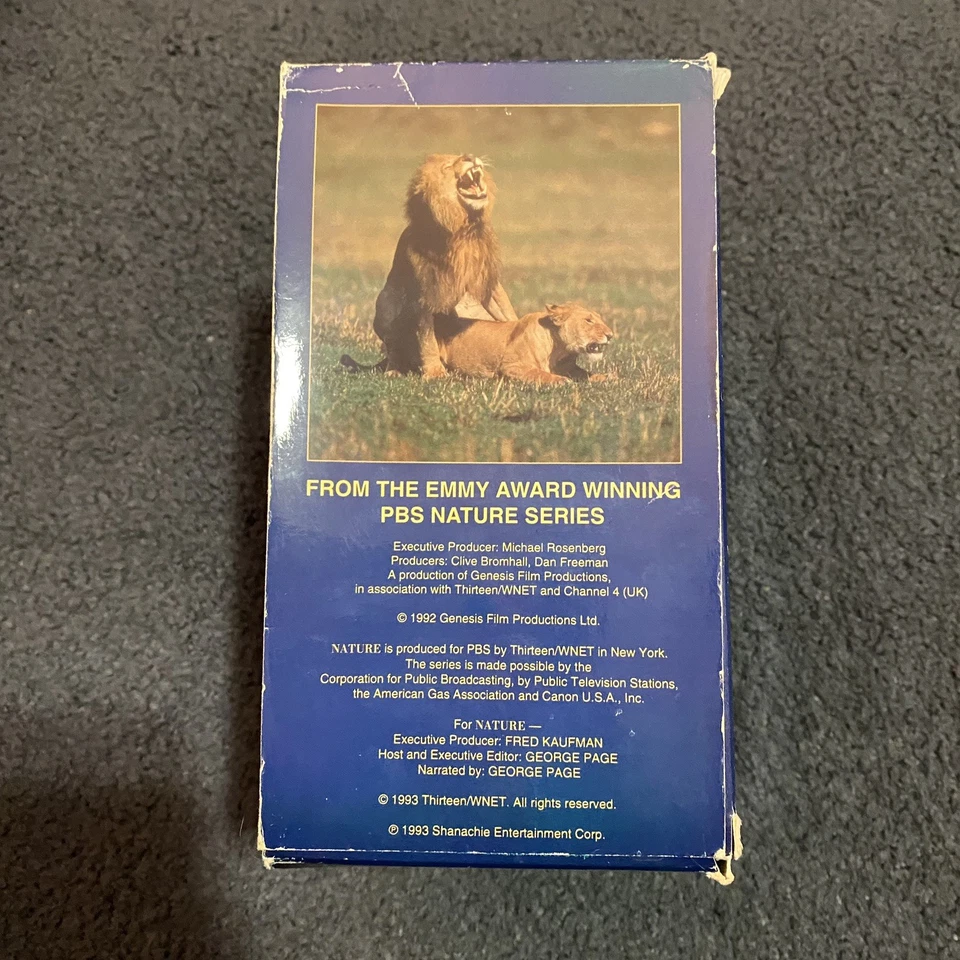 FROM THE EMMY AWARD WINNING
PBS NATURE SERIES
Executive Producer: Michael Rosenberg
Producers: Clive Bromhall, Dan Freeman
A production of Genesis Film Productions,
in association with Thirteen/WNET and Channel 4 (UK)
© 1992 Genesis Film Productions Ltd.
NATURE is produced for PBS by Thirteen/WNET in New York.
The series is made possible by the
Corporation for Public Broadcasting, by Public Television Stations,
the American Gas Association and Canon U.S.A., Inc.
For NATURE —
Executive Producer: FRED KAUFMAN
Host and Executive Editor: GEORGE PAGE
Narrated by: GEORGE PAGE
© 1993 Thirteen/WNET. All rights reserved.
℗ 1993 Shanachie Entertainment Corp.